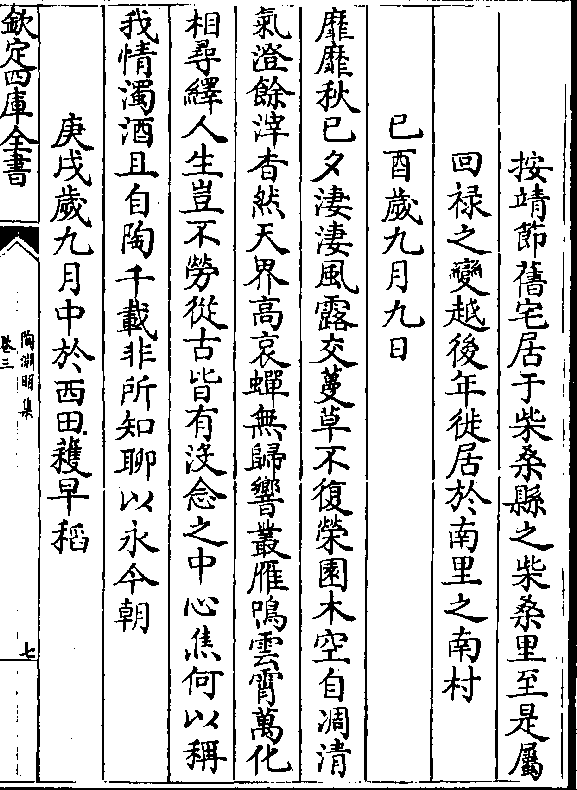 按靖節舊宅居于柴桑縣之柴桑里至是屬
回禄之變越後年徙居於南里之南村
己酉歲九月九日
靡靡秋已夕淒淒風露交蔓草不復榮園木空自凋清
氣澄餘滓杳然天界高哀蟬無歸響叢雁鳴雲霄萬化
相尋繹人生豈不勞從古皆有沒念之中心焦何以稱
我情濁酒且自陶千載非所知聊以永今朝
庚戌歲九月中於西田穫早稻
欽定四庫全書
陶淵明集
卷三
七